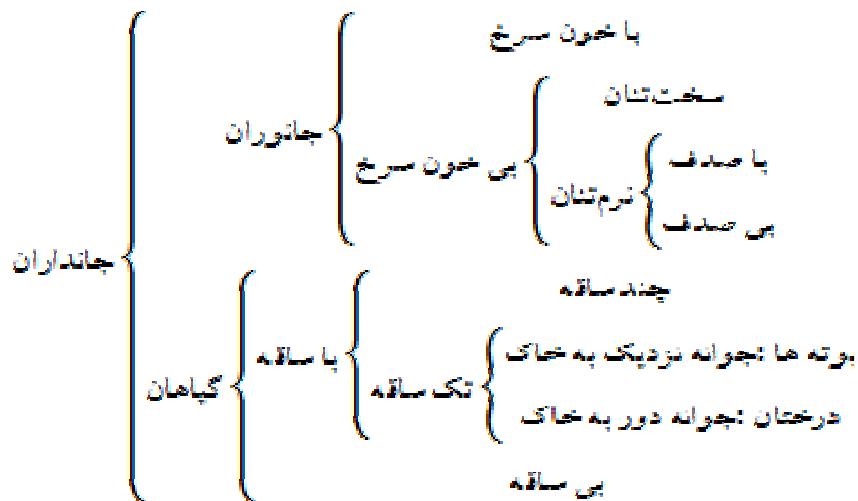 با خون سرخ
سخت‌تنان
جانوران
با صدف
بی خون سرخ
نرم‌تنان
بی صدف
جانداران
چند ساقه
با ساقه
بوته ها :جوانه نزدیک به خاک
گیاهان
تک ساقه
درختان :جوانه دور به خاک
بی ساقه